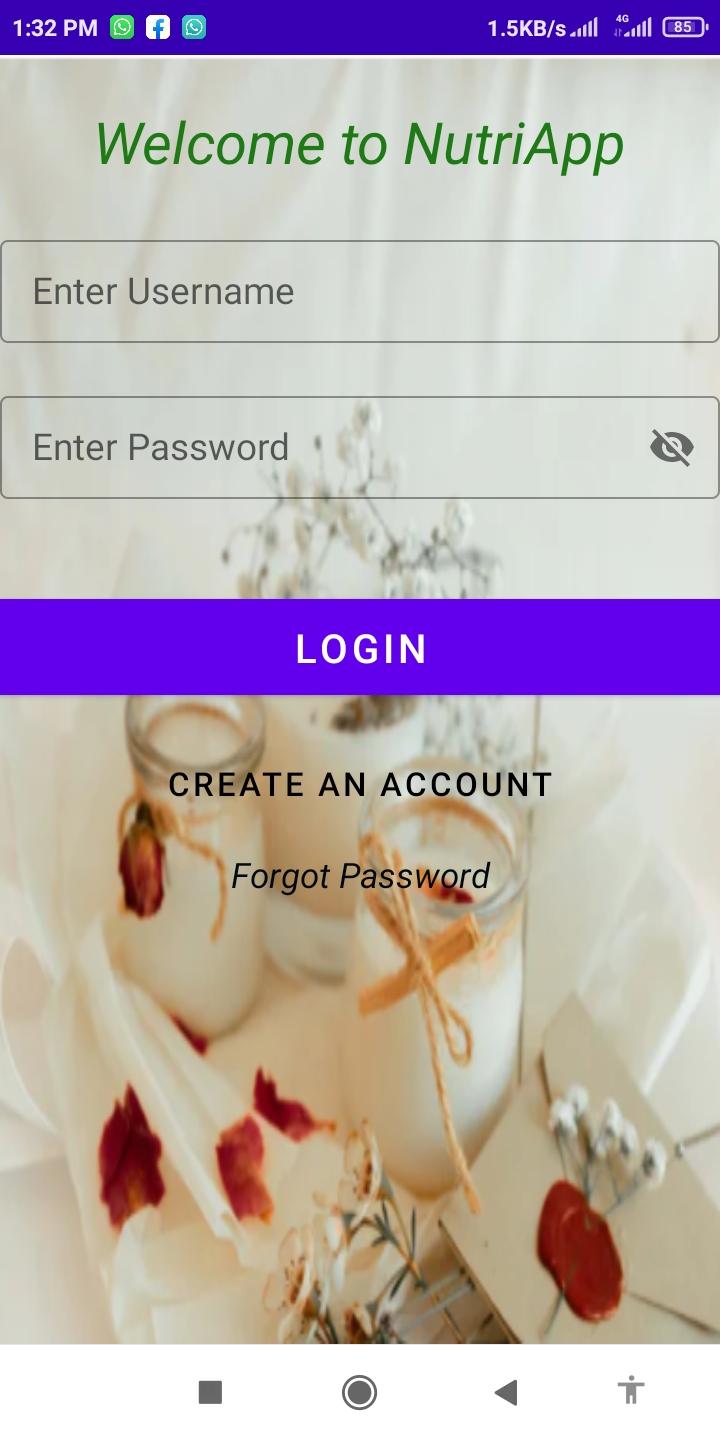 1:32 PM 1.5KB/s 4G 85
Welcome to NutriApp
Enter Username
Enter Password
LOGIN
CREATE AN ACCOUNT
Forgot Password